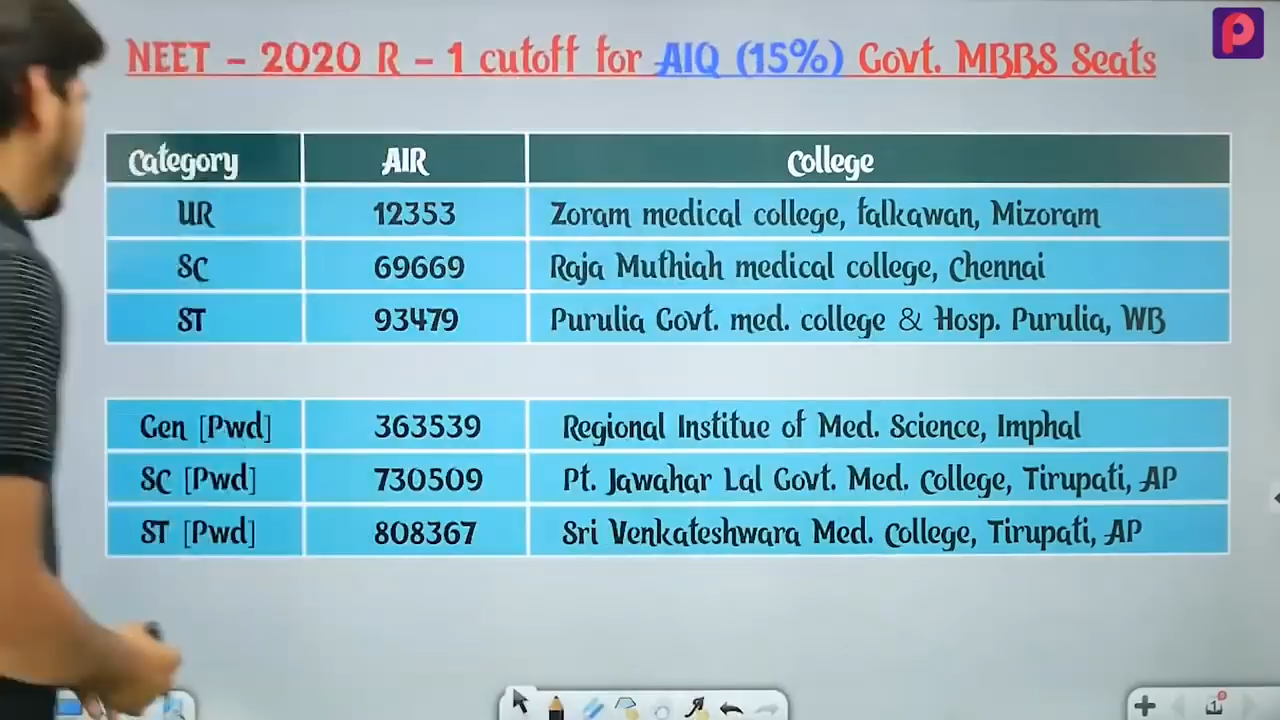 NEET – 2020 R – 1 cutoff for AIQ (15%) Govt. MBBS Seats
Category AIR College
UR 12353 Zoram medical college, falkawan, Mizoram
SC 69669 Raja Muthiah medical college, Chennai
ST 93479 Purulia Govt. med. college & Hosp. Purulia, WB
Gen [Pwd] 363539 Regional Institue of Med. Science, Imphal
SC [Pwd] 730509 Pt. Jawahar Lal Govt. Med. College, Tirupati, AP
ST [Pwd] 808367 Sri Venkateshwara Med. College, Tirupati, AP
1